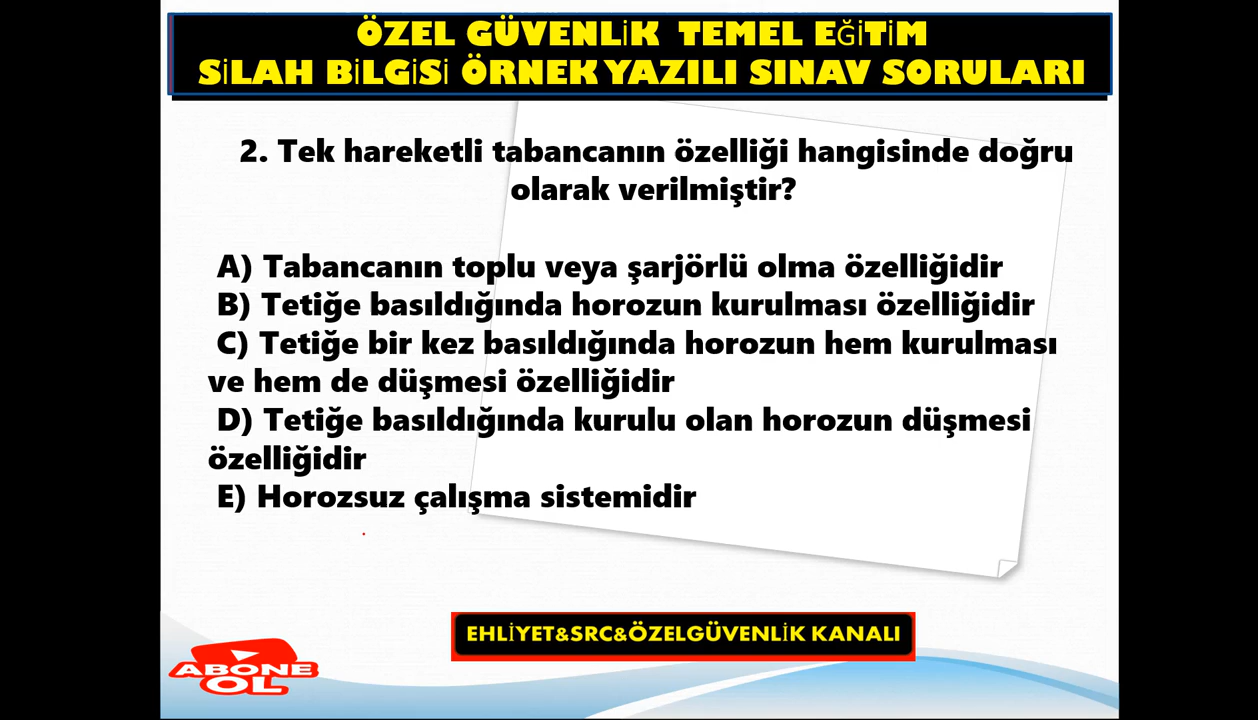 ÖZEL GÜVENLİK TEMEL EĞİTİM
SİLAH BİLGİSİ ÖRNEK YAZILI SINAV SORULARI
2. Tek hareketli tabancanın özelliği hangisinde doğru
olarak verilmiştir?
A) Tabancanın toplu veya şarjörlü olma özelliğidir
B) Tetiğe basıldığında horozun kurulması özelliğidir
C) Tetiğe bir kez basıldığında horozun hem kurulması
ve hem de düşmesi özelliğidir
D) Tetiğe basıldığında kurulu olan horozun düşmesi
özelliğidir
E) Horozsuz çalışma sistemidir
EHLİYET&SRC&ÖZELGÜVENLİK KANALI
ABONE
OL